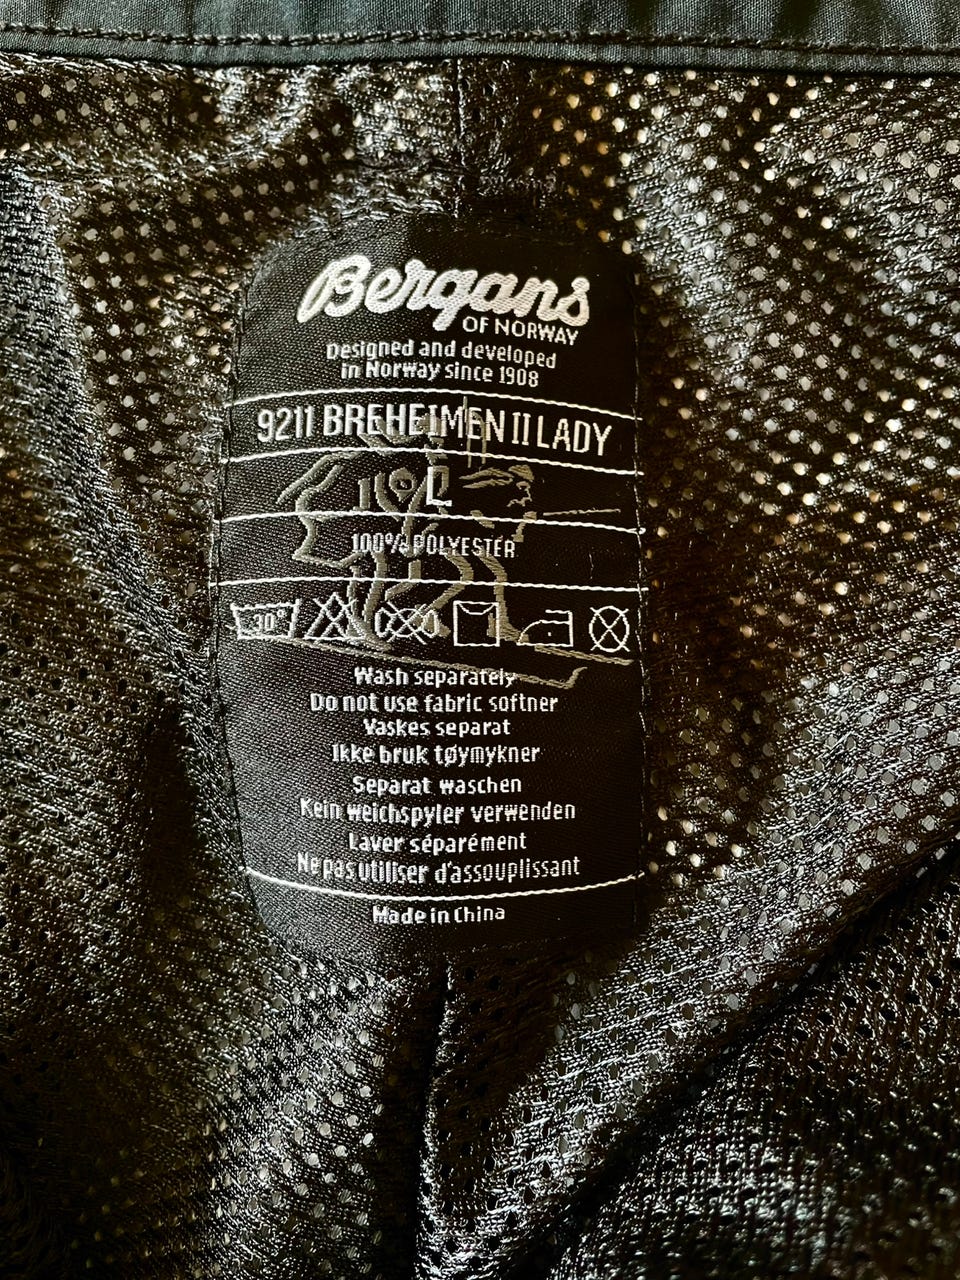 Bergans
OF NORWAY
Designed and developed
in Norway since 1908
9211 BREHEIMEN II LADY
L
100% POLYESTER
30°
Wash separately
Do not use fabric softner
Vaskes separat
Ikke bruk tøymykner
Separat waschen
Kein weichspyler verwenden
Laver séparément
Ne pas utiliser d'assouplissant
Made in China